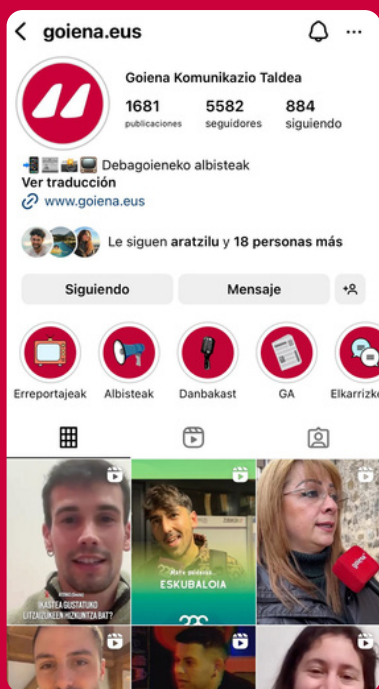 goiena.eus
Goiena Komunikazio Taldea
1681 5582 884
publicaciones seguidores siguiendo
Debagoieneko albisteak
Ver traducción
www.goiena.eus
Le siguen aratzilu y 18 personas más
Siguiendo Mensaje
Erreportajeak Albisteak Danbakast GA Elkarrizke
IKASTEA GUSTATUKO
LITZAIZUKEEN HIZKUNTZA BAT?
ESKUBALOIA